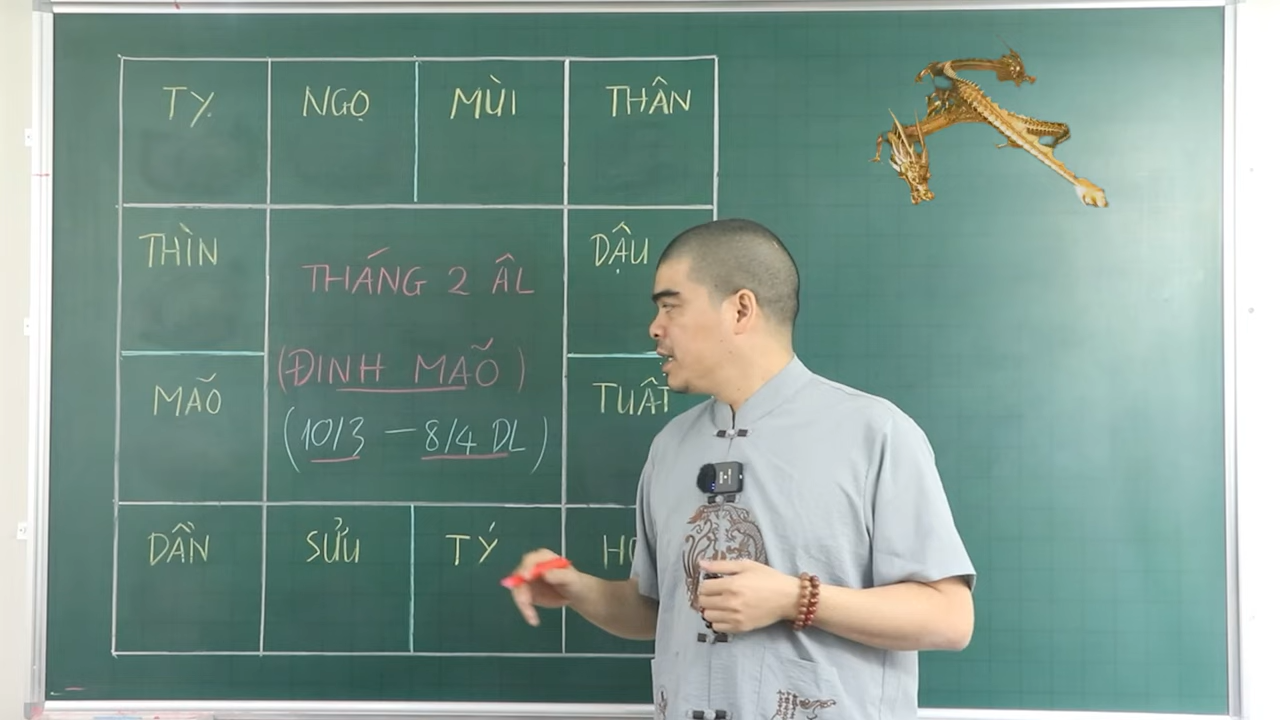 TỴ
NGỌ
MÙI
THÂN
THÌN
DẬU
THÁNG 2 ÂL
(ĐINH MÃO)
MÃO
TUẤT
(10/3 — 8/4 DL)
DẦN
SỬU
TÝ